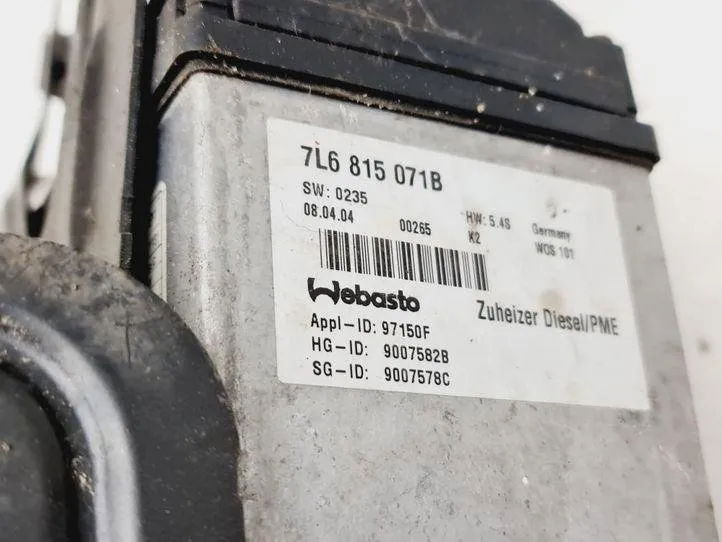 7L6 815 071B
SW: 0235
08.04.04 00265 HW: 5.4S Germany
K2 WOS 101
Webasto
Zuheizer Diesel/PME
Appl-ID: 97150F
HG-ID: 9007582B
SG-ID: 9007578C